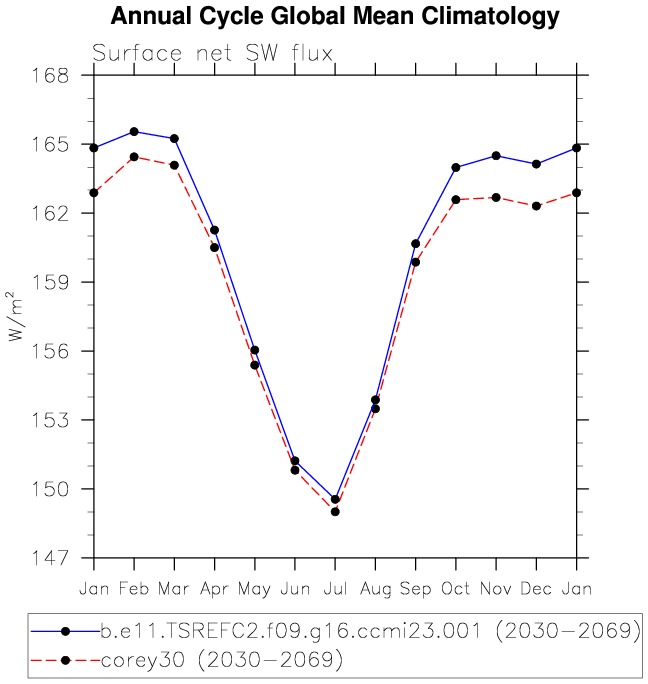 Annual Cycle Global Mean Climatology
Surface net SW flux
168
165
162
159
156
153
150
147
W/m²
Jan Feb Mar Apr May Jun Jul Aug Sep Oct Nov Dec Jan
b.e11.TSREFC2.f09.g16.ccmi23.001 (2030-2069)
corey30 (2030-2069)